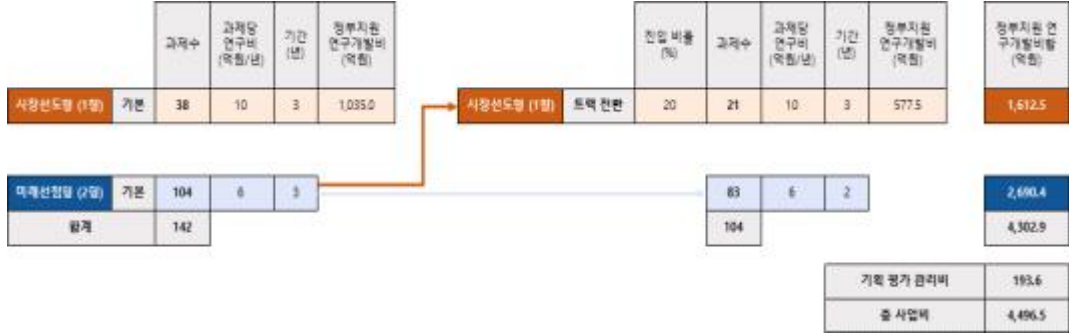 과제수 과제당 연구비 (억원/년) 기간 (년) 정부지원 연구개발비 (억원) 진입 비율 (%) 과제수 과제당 연구비 (억원/년) 기간 (년) 정부지원 연구개발비 (억원) 정부지원 연구개발비합 (억원)
시장선도형 (1형) 기본 38 10 3 1,035.0 시장선도형 (1형) 트랙 전환 20 21 10 3 577.5 1,612.5
미래선점형 (2형) 기본 104 6 3 83 6 2 2,690.4
합계 142 104 4,302.9
기획 평가 관리비 193.6
총 사업비 4,496.5